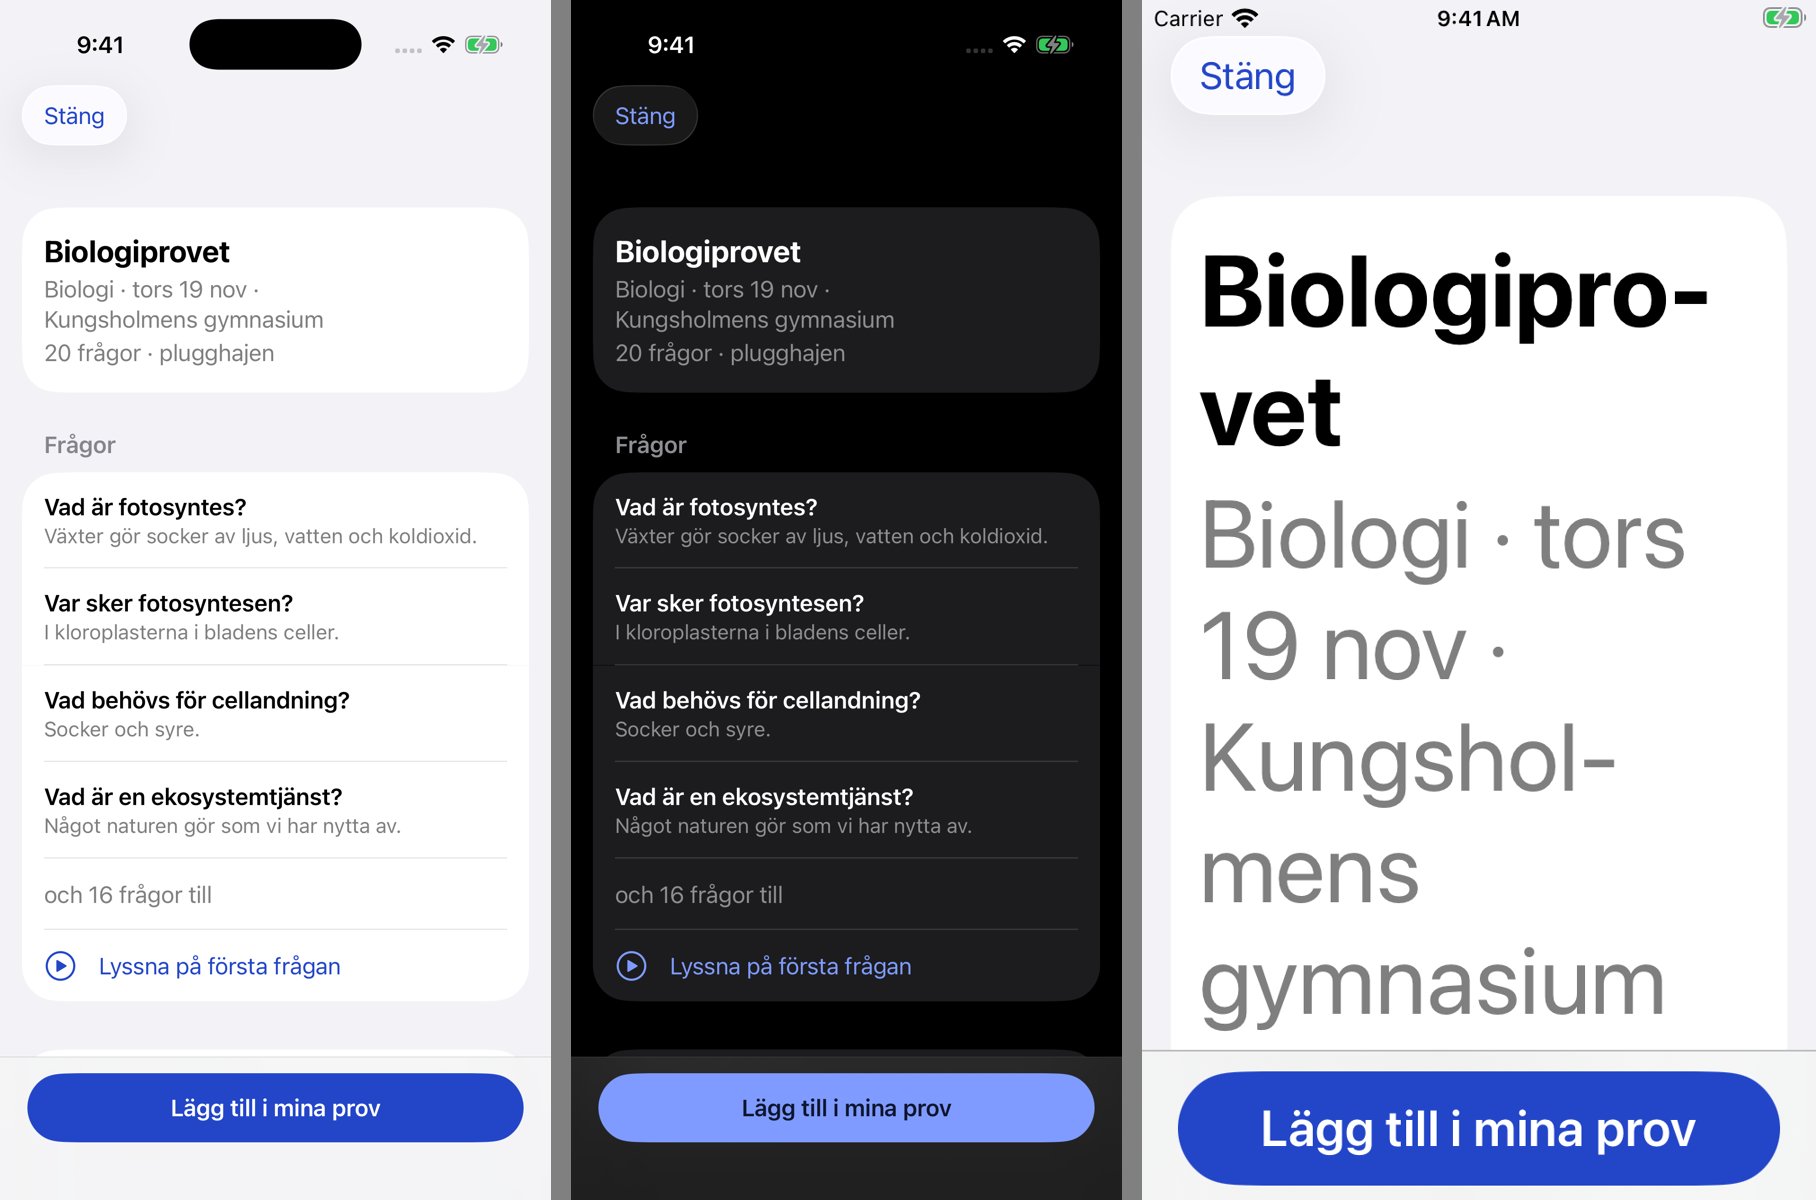 9:41
Stäng
Biologiprovet
Biologi · tors 19 nov ·
Kungsholmens gymnasium
20 frågor · plugghajen
Frågor
Vad är fotosyntes?
Växter gör socker av ljus, vatten och koldioxid.
Var sker fotosyntesen?
I kloroplasterna i bladens celler.
Vad behövs för cellandning?
Socker och syre.
Vad är en ekosystemtjänst?
Något naturen gör som vi har nytta av.
och 16 frågor till
Lyssna på första frågan
Lägg till i mina prov
9:41
Stäng
Biologiprovet
Biologi · tors 19 nov ·
Kungsholmens gymnasium
20 frågor · plugghajen
Frågor
Vad är fotosyntes?
Växter gör socker av ljus, vatten och koldioxid.
Var sker fotosyntesen?
I kloroplasterna i bladens celler.
Vad behövs för cellandning?
Socker och syre.
Vad är en ekosystemtjänst?
Något naturen gör som vi har nytta av.
och 16 frågor till
Lyssna på första frågan
Lägg till i mina prov
Carrier 9:41 AM
Stäng
Biologipro-
vet
Biologi · tors
19 nov ·
Kungshol-
mens
gymnasium
Lägg till i mina prov